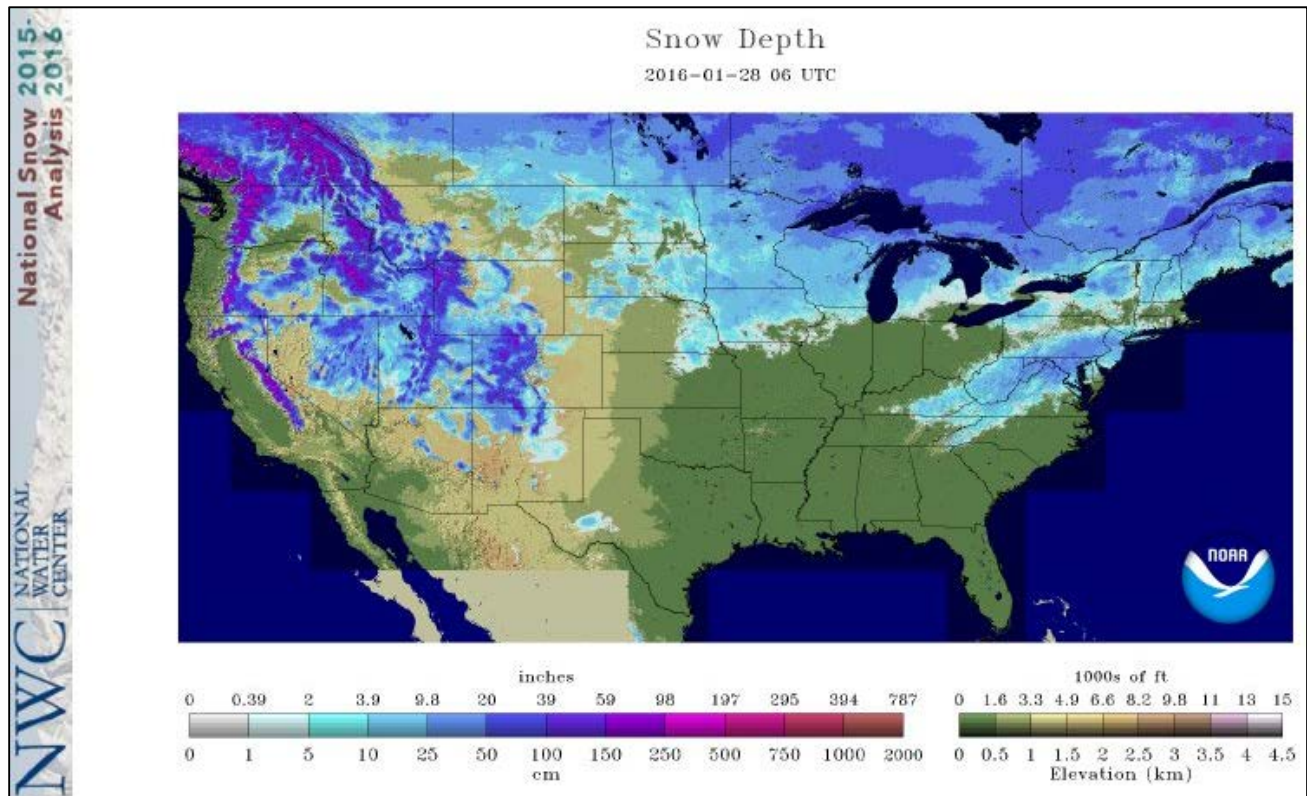 National Snow 2015-
Analysis 2016
NWC
NATIONAL
WATER
CENTER
Snow Depth
2016-01-28 06 UTC
NOAA
inches
0 0.39 2 3.9 9.8 20 39 59 98 197 295 394 787
0 1 5 10 25 50 100 150 250 500 750 1000 2000
cm
1000s of ft
0 1.6 3.3 4.9 6.6 8.2 9.8 11 13 15
0 0.5 1 1.5 2 2.5 3 3.5 4 4.5
Elevation (km)